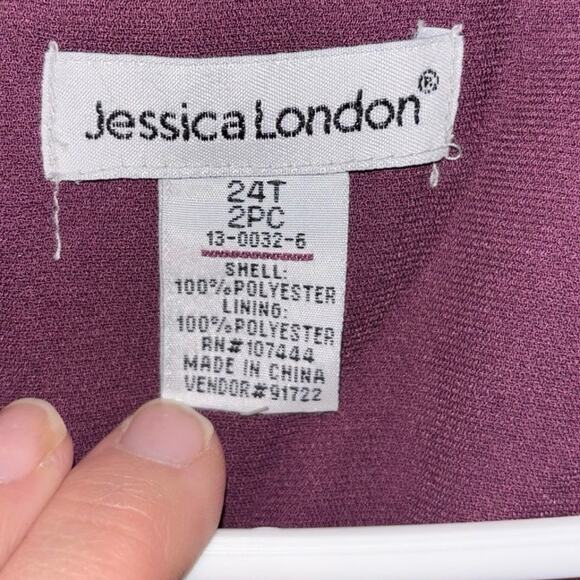 Jessica London®
24T
2PC
13-0032-6
SHELL:
100%POLYESTER
LINING:
100%POLYESTER
RN#107444
MADE IN CHINA
VENDOR#91722